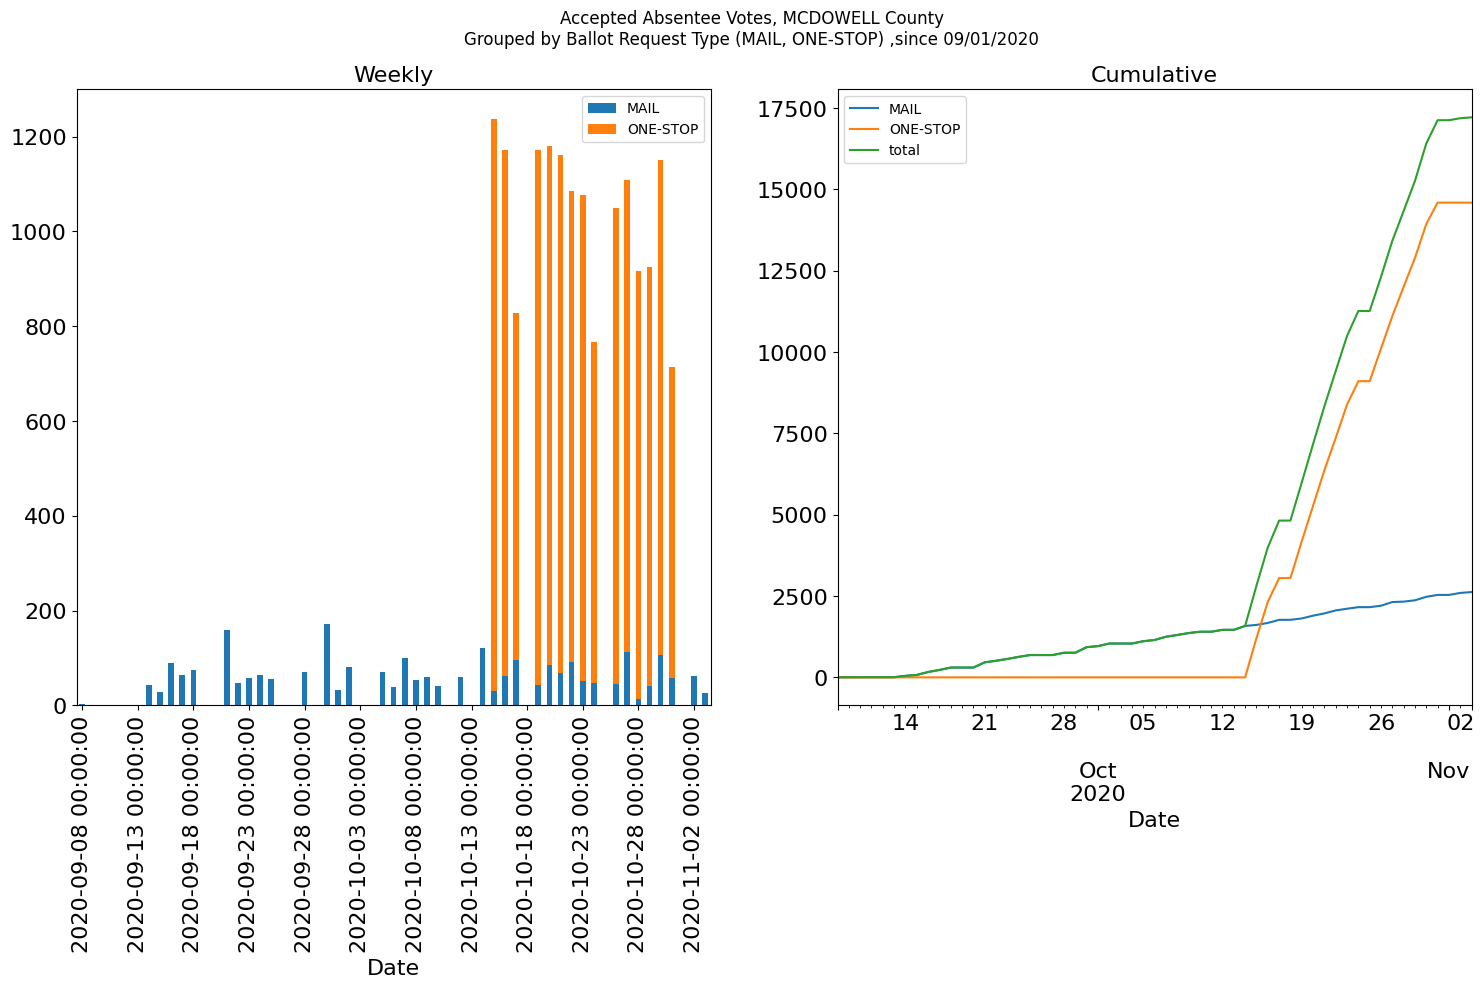 Accepted Absentee Votes, MCDOWELL County
Grouped by Ballot Request Type (MAIL, ONE-STOP) ,since 09/01/2020
Weekly
MAIL
ONE-STOP
1200
1000
800
600
400
200
0
2020-09-08 00:00:00
2020-09-13 00:00:00
2020-09-18 00:00:00
2020-09-23 00:00:00
2020-09-28 00:00:00
2020-10-03 00:00:00
2020-10-08 00:00:00
2020-10-13 00:00:00
2020-10-18 00:00:00
2020-10-23 00:00:00
2020-10-28 00:00:00
2020-11-02 00:00:00
Date
Cumulative
MAIL
ONE-STOP
total
17500
15000
12500
10000
7500
5000
2500
0
14 21 28 05 12 19 26 02
Oct Nov
2020
Date